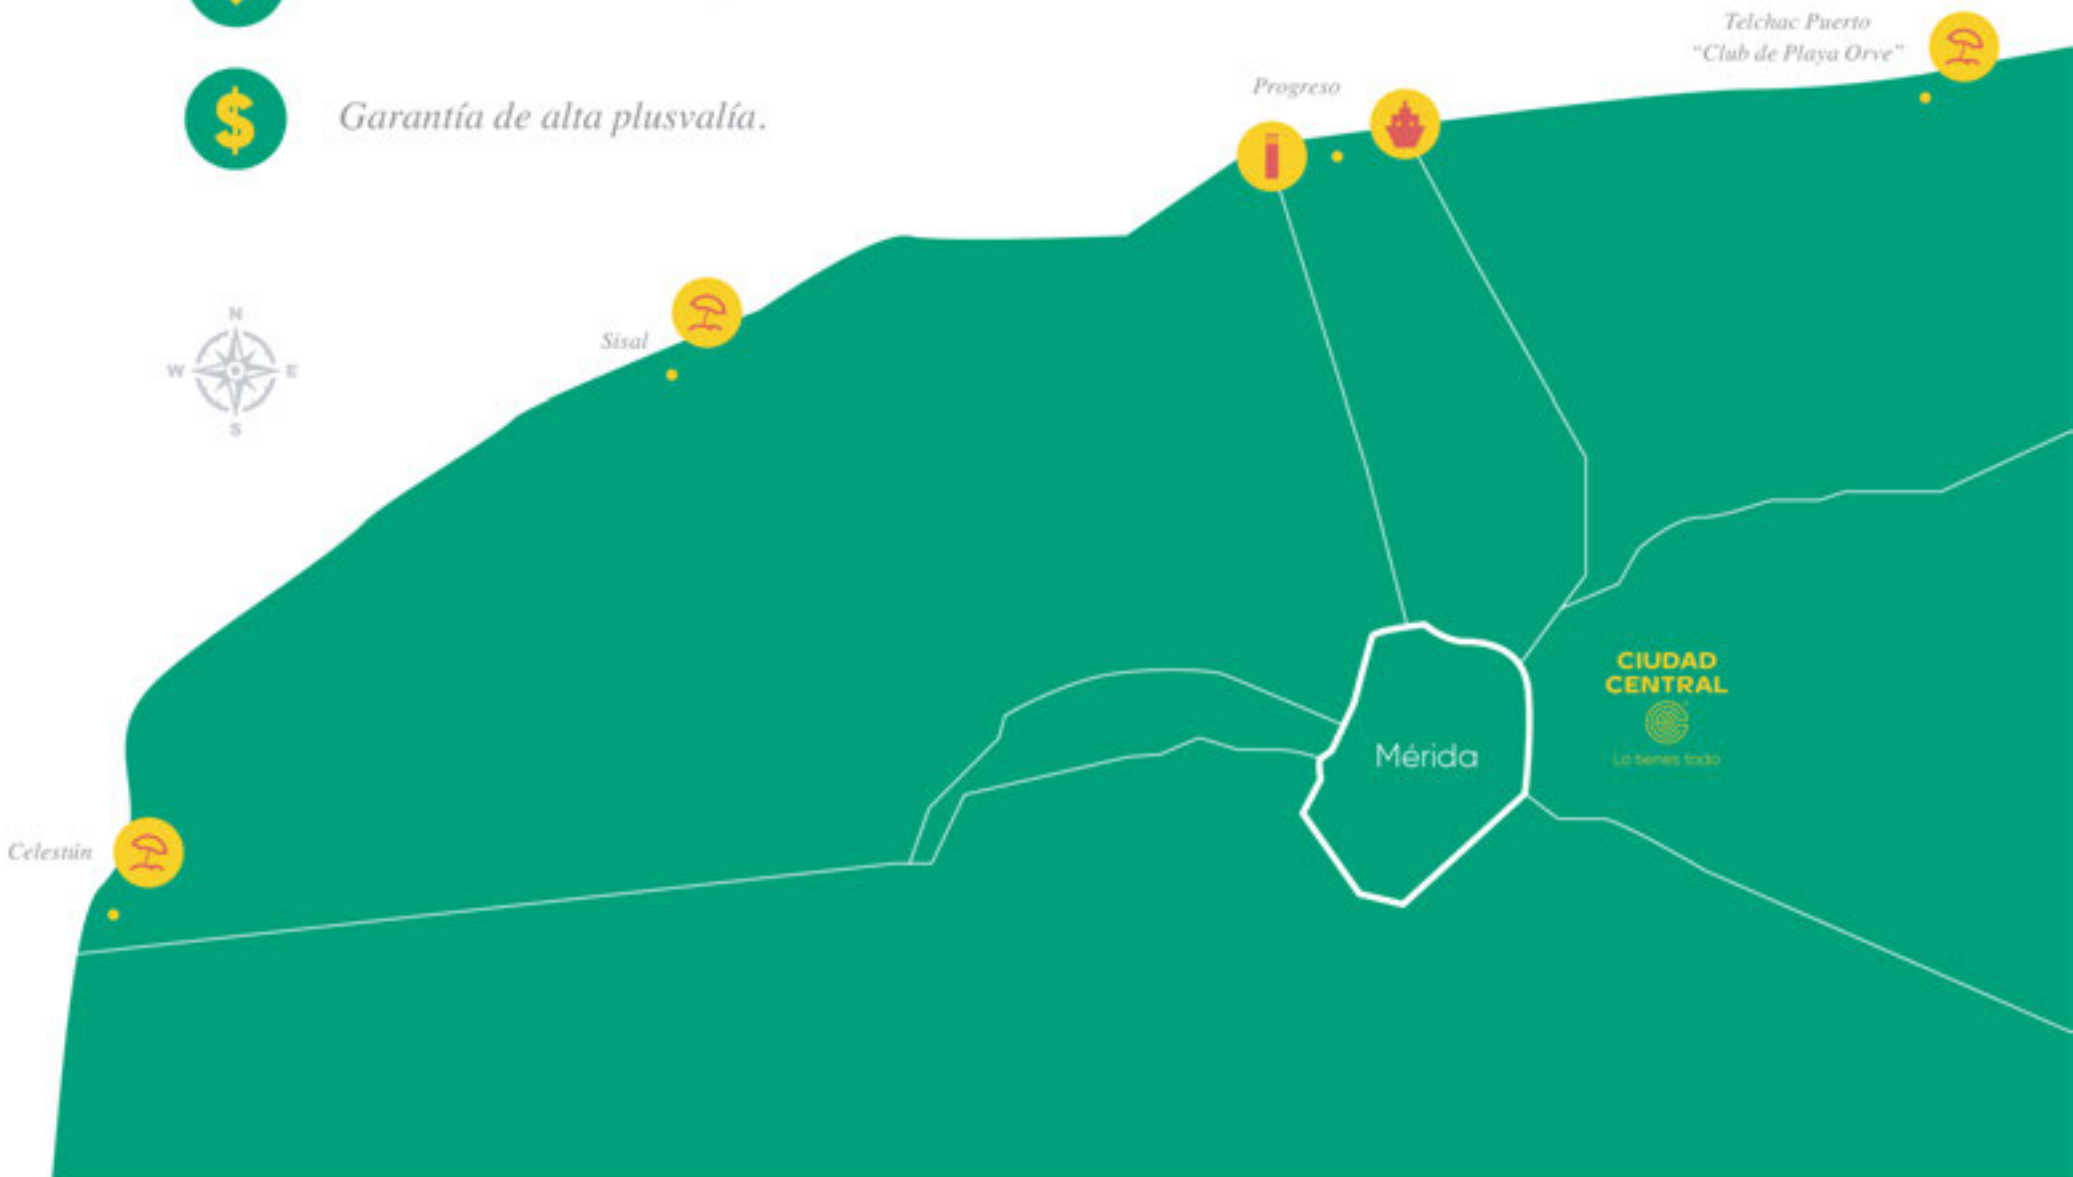 Telchac Puerto
“Club de Playa Orve”
Progreso
$
Garantía de alta plusvalía.
N
W E
S
Sisal
CIUDAD
CENTRAL
Lo tienes todo
Mérida
Celestún